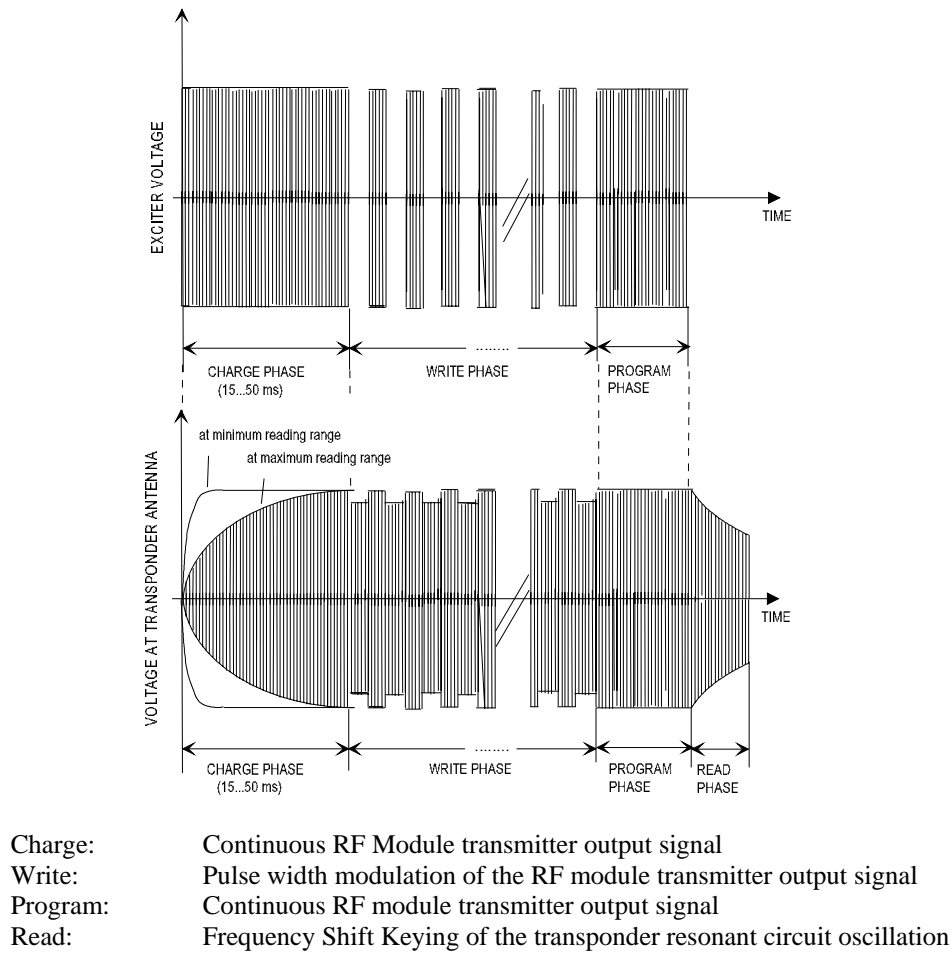 EXCITER VOLTAGE
TIME
CHARGE PHASE
(15...50 ms)
........
WRITE PHASE
PROGRAM
PHASE
at minimum reading range
at maximum reading range
VOLTAGE AT TRANSPONDER ANTENNA
TIME
CHARGE PHASE
(15...50 ms)
........
WRITE PHASE
PROGRAM
PHASE
READ
PHASE
Charge: Continuous RF Module transmitter output signal
Write: Pulse width modulation of the RF module transmitter output signal
Program: Continuous RF module transmitter output signal
Read: Frequency Shift Keying of the transponder resonant circuit oscillation